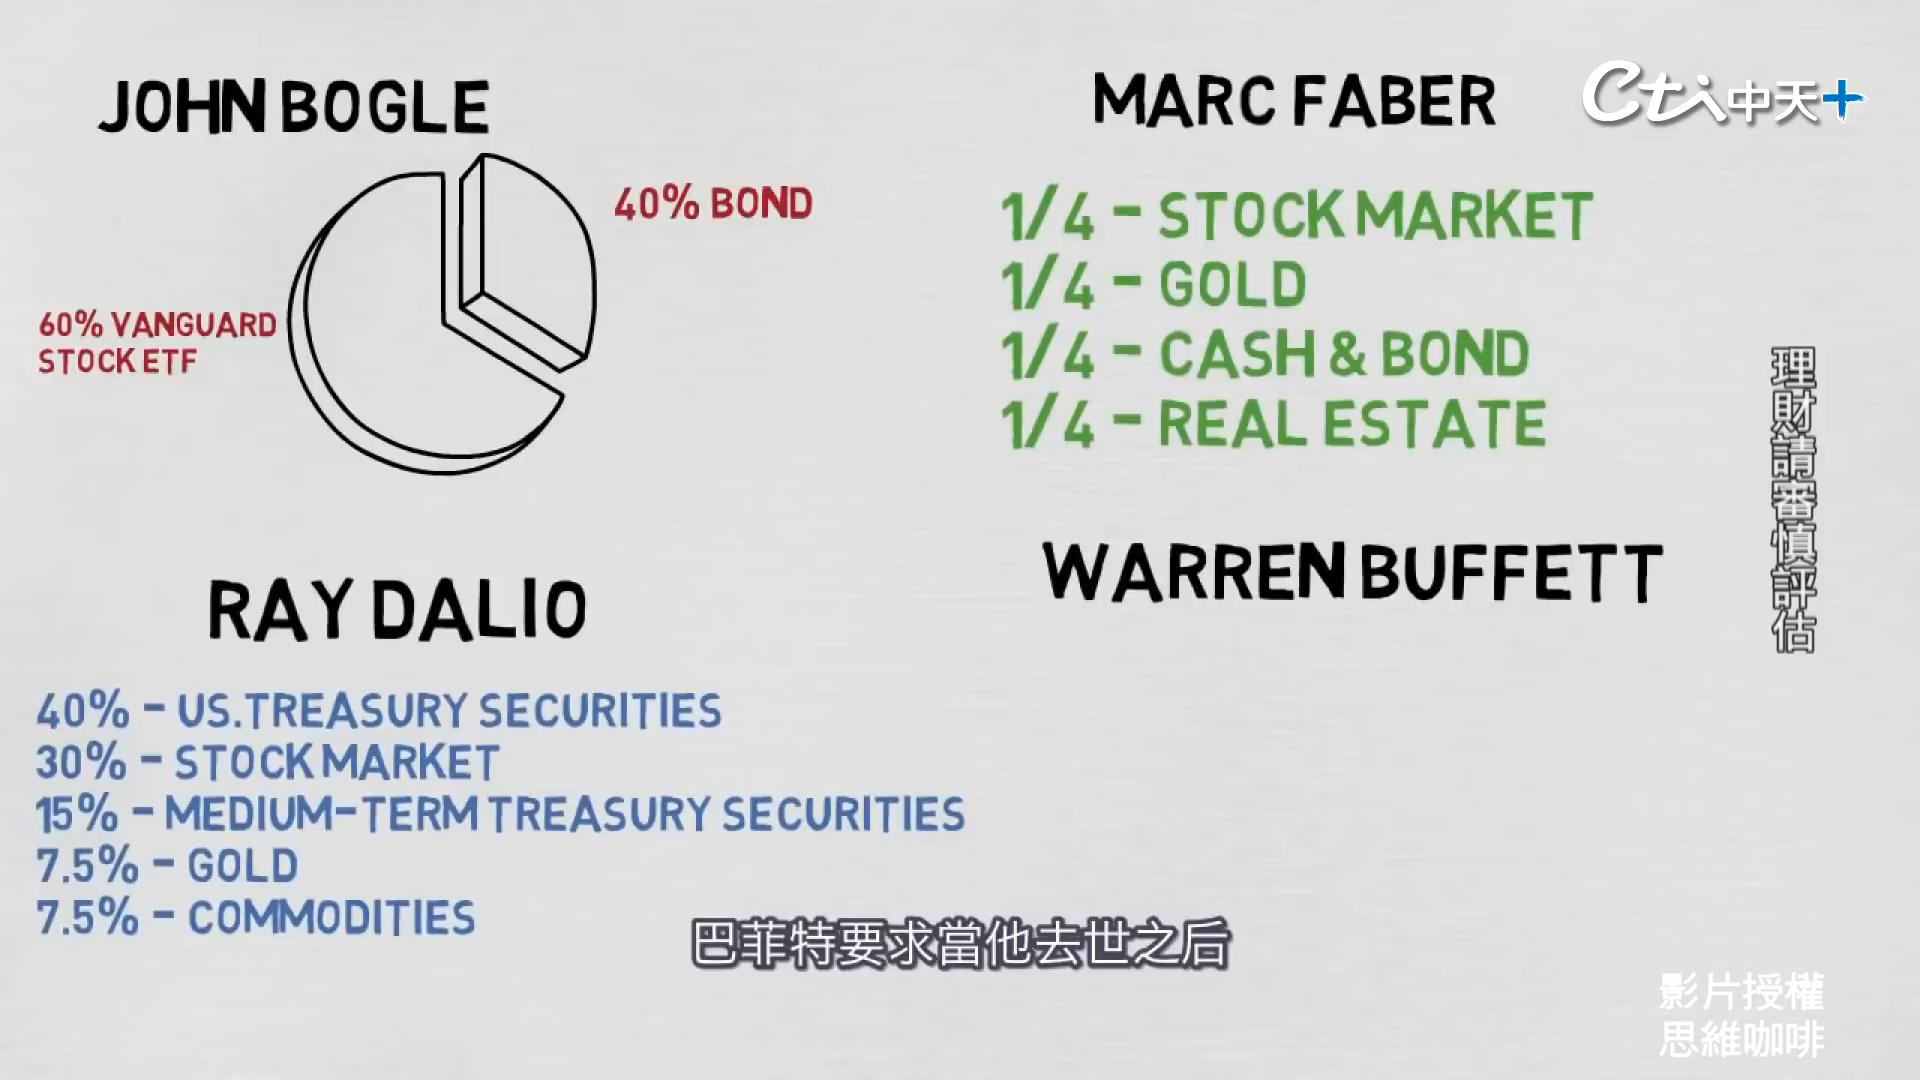 JOHN BOGLE
40% BOND
60% VANGUARD
STOCK ETF
MARC FABER
1/4 - STOCK MARKET
1/4 - GOLD
1/4 - CASH & BOND
1/4 - REAL ESTATE
RAY DALIO
40% - US.TREASURY SECURITIES
30% - STOCK MARKET
15% - MEDIUM-TERM TREASURY SECURITIES
7.5% - GOLD
7.5% - COMMODITIES
WARREN BUFFETT
Cti中天+
理財請審慎評估
巴菲特要求當他去世之后
影片授權
思維咖啡